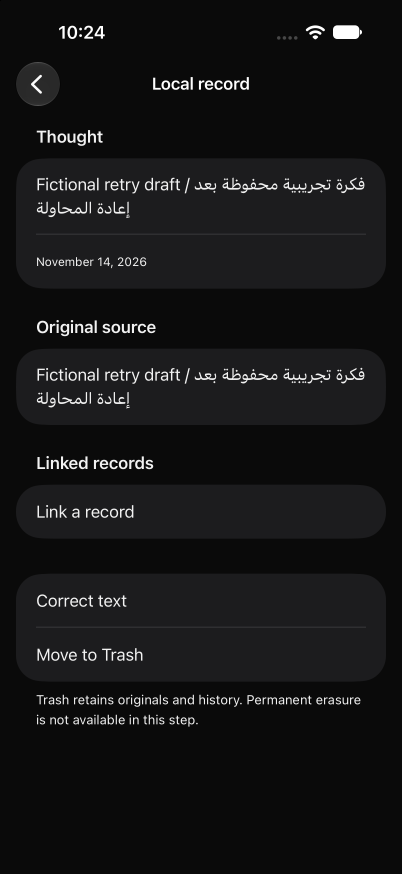 10:24
Local record
Thought
Fictional retry draft / فكرة تجريبية محفوظة بعد
إعادة المحاولة
November 14, 2026
Original source
Fictional retry draft / فكرة تجريبية محفوظة بعد
إعادة المحاولة
Linked records
Link a record
Correct text
Move to Trash
Trash retains originals and history. Permanent erasure
is not available in this step.